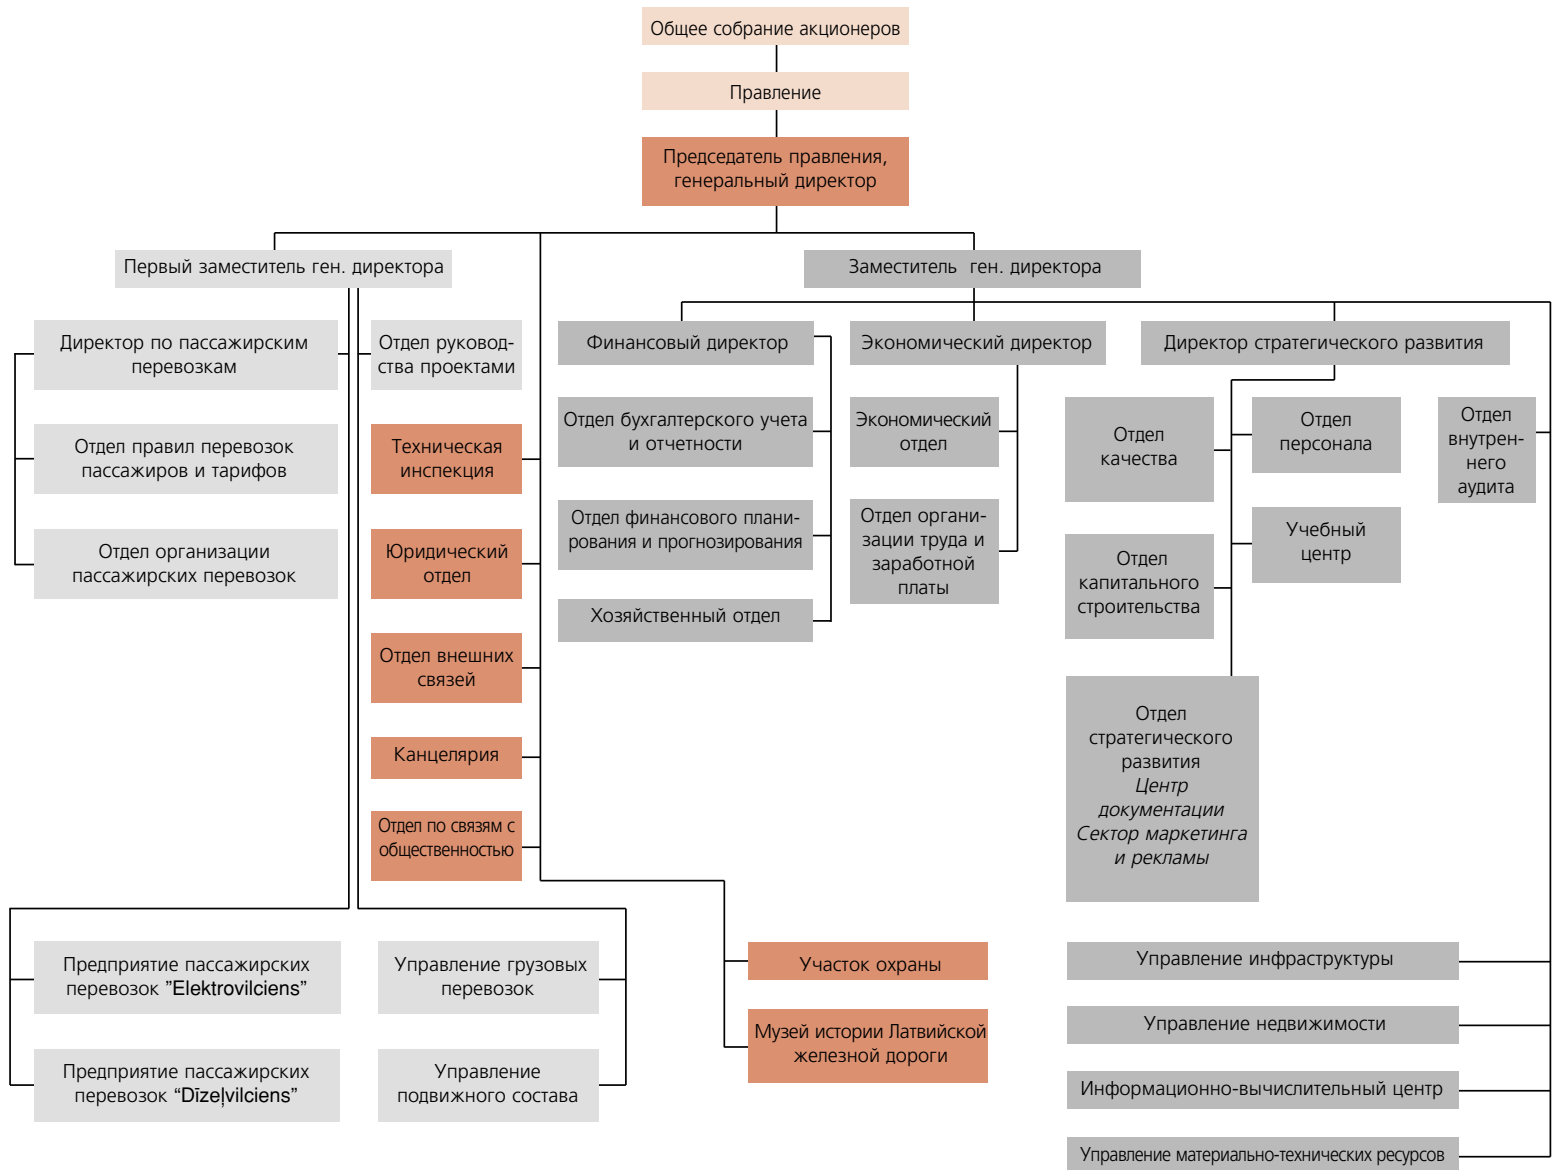 Общее собрание акционеров
Правление
Председатель правления,
генеральный директор
Первый заместитель ген. директора
Заместитель ген. директора
Директор по пассажирским
перевозкам
Отдел руковод-
ства проектами
Финансовый директор
Экономический директор
Директор стратегического развития
Отдел правил перевозок
пассажиров и тарифов
Техническая
инспекция
Отдел бухгалтерского учета
и отчетности
Экономический
отдел
Отдел
качества
Отдел
персонала
Отдел
внутрен-
него
аудита
Отдел организации
пассажирских перевозок
Юридический
отдел
Отдел финансового плани-
рования и прогнозирования
Отдел органи-
зации труда и
заработной
платы
Отдел
капитального
строительства
Учебный
центр
Отдел внешних
связей
Хозяйственный отдел
Канцелярия
Отдел по связям с
общественностью
Отдел
стратегического
развития
Центр
документации
Сектор маркетинга
и рекламы
Предприятие пассажирских
перевозок ”Elektrovilciens”
Управление грузовых
перевозок
Участок охраны
Управление инфраструктуры
Музей истории Латвийской
железной дороги
Управление недвижимости
Предприятие пассажирских
перевозок “Dīzeļvilciens”
Управление
подвижного состава
Информационно-вычислительный центр
Управление материально-технических ресурсов